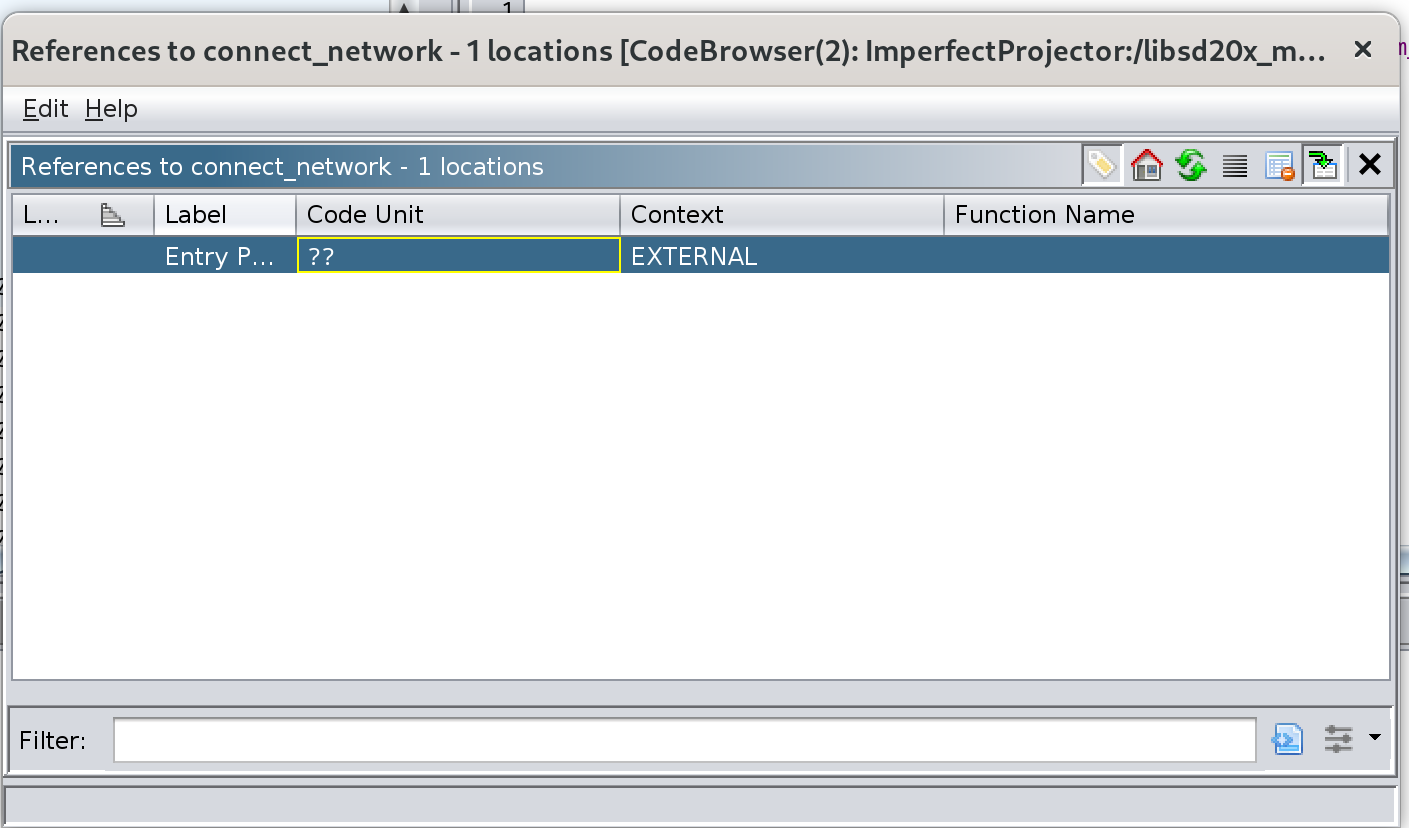 1
References to connect_network - 1 locations [CodeBrowser(2): ImperfectProjector:/libsd20x_m...
Edit Help
References to connect_network - 1 locations
L... Label Code Unit Context Function Name
Entry P... ?? EXTERNAL
Filter: